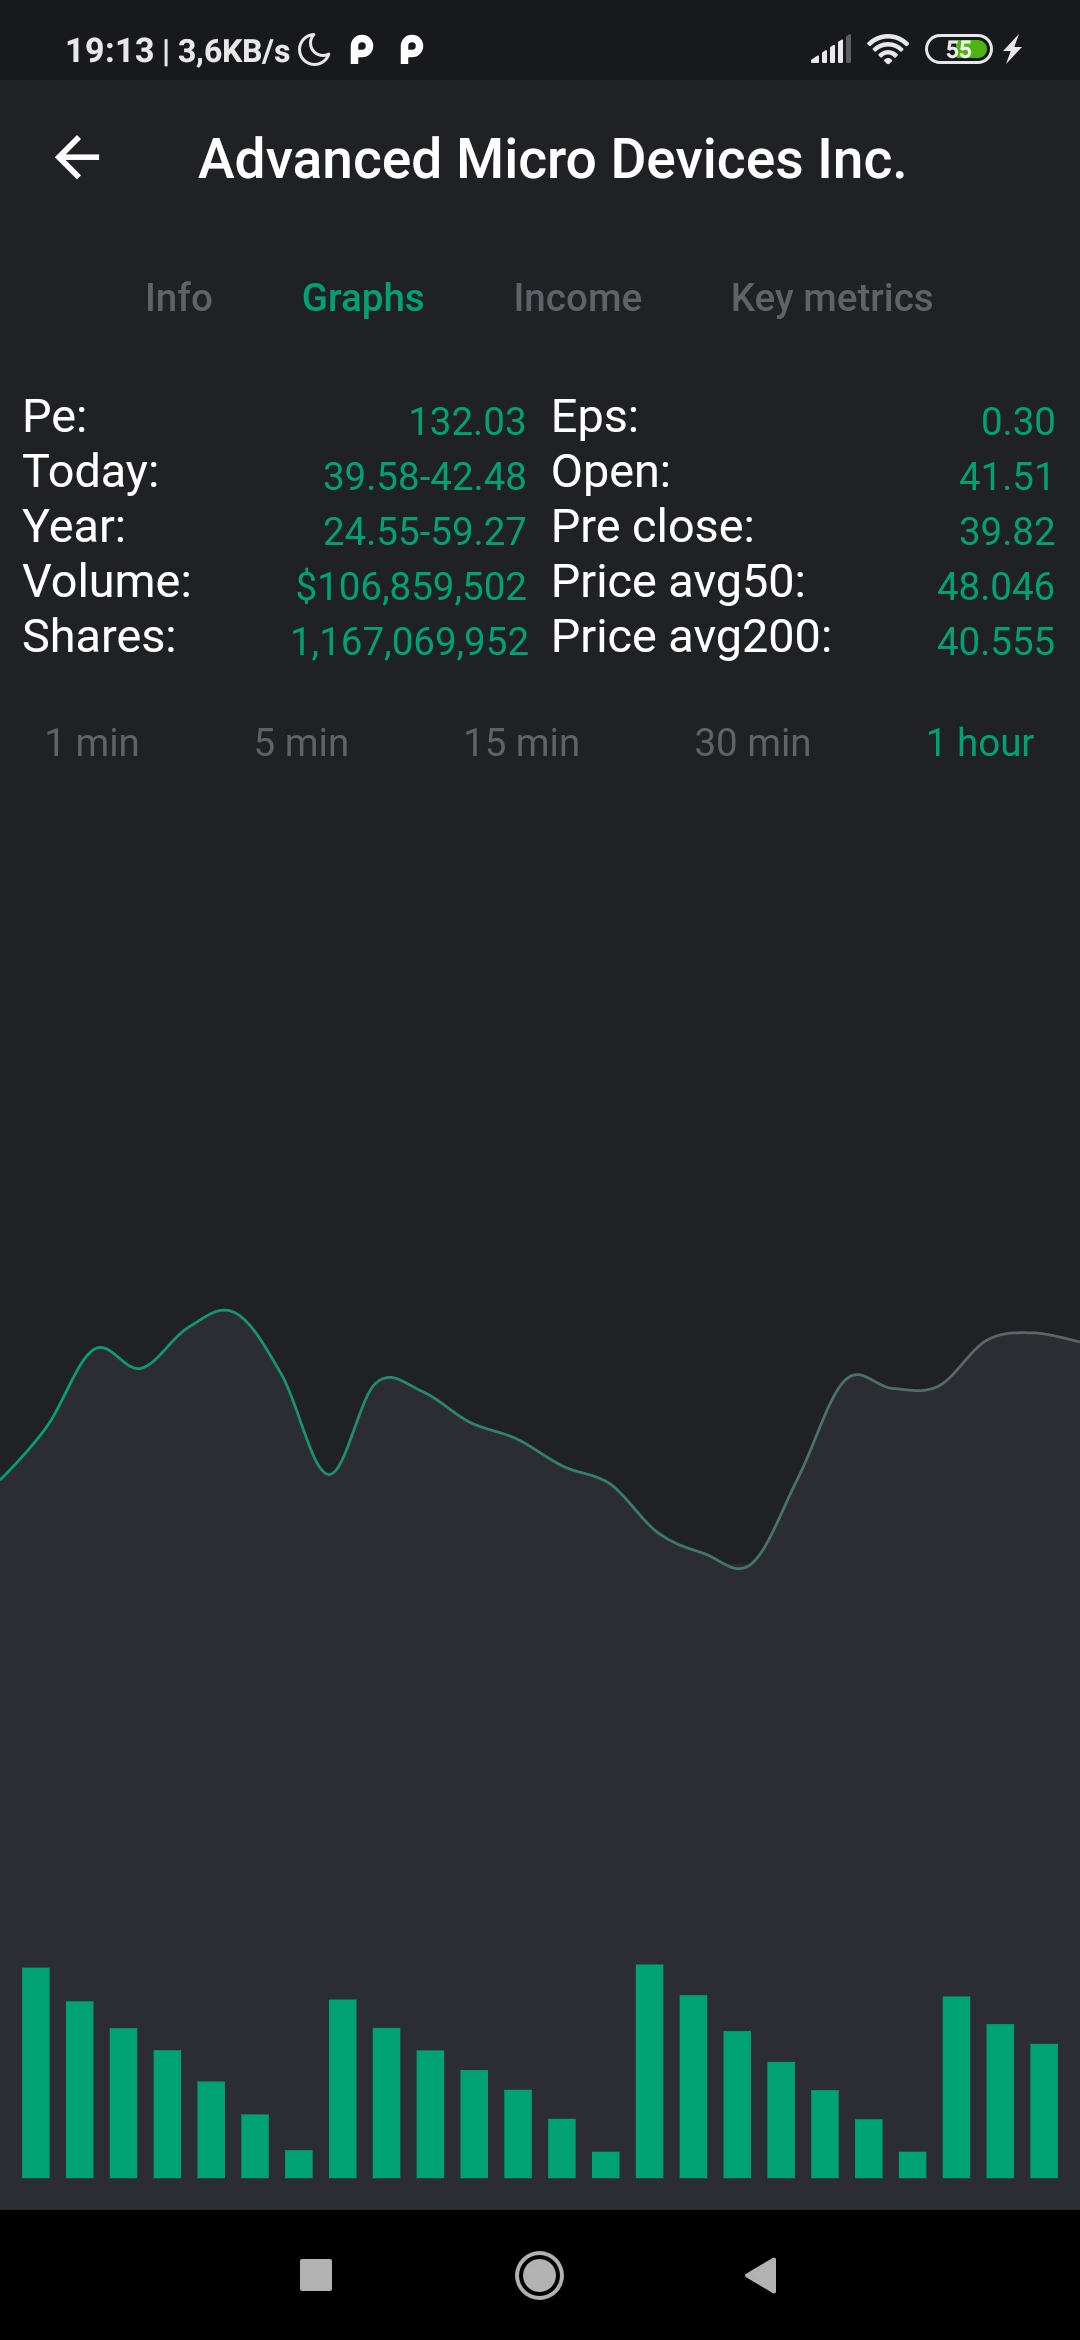 19:13 | 3,6KB/s 55
Advanced Micro Devices Inc.
Info Graphs Income Key metrics
Pe: 132.03 Eps: 0.30
Today: 39.58-42.48 Open: 41.51
Year: 24.55-59.27 Pre close: 39.82
Volume: $106,859,502 Price avg50: 48.046
Shares: 1,167,069,952 Price avg200: 40.555
1 min 5 min 15 min 30 min 1 hour